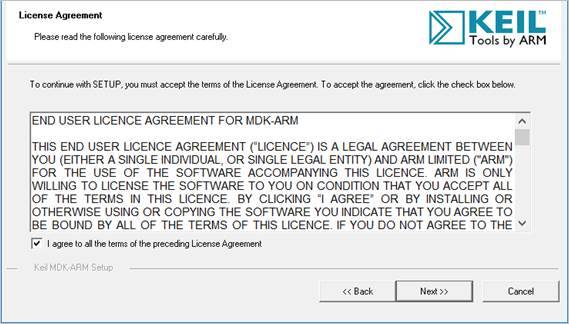 License Agreement
Please read the following license agreement carefully.
KEIL™
Tools by ARM
To continue with SETUP, you must accept the terms of the License Agreement. To accept the agreement, click the check box below.
END USER LICENCE AGREEMENT FOR MDK-ARM
THIS END USER LICENCE AGREEMENT ("LICENCE") IS A LEGAL AGREEMENT BETWEEN
YOU (EITHER A SINGLE INDIVIDUAL, OR SINGLE LEGAL ENTITY) AND ARM LIMITED ("ARM")
FOR THE USE OF THE SOFTWARE ACCOMPANYING THIS LICENCE. ARM IS ONLY
WILLING TO LICENSE THE SOFTWARE TO YOU ON CONDITION THAT YOU ACCEPT ALL
OF THE TERMS IN THIS LICENCE. BY CLICKING "I AGREE" OR BY INSTALLING OR
OTHERWISE USING OR COPYING THE SOFTWARE YOU INDICATE THAT YOU AGREE TO
BE BOUND BY ALL OF THE TERMS OF THIS LICENCE. IF YOU DO NOT AGREE TO THE
I agree to all the terms of the preceding License Agreement
Keil MDK-ARM Setup
<< Back
Next >>
Cancel